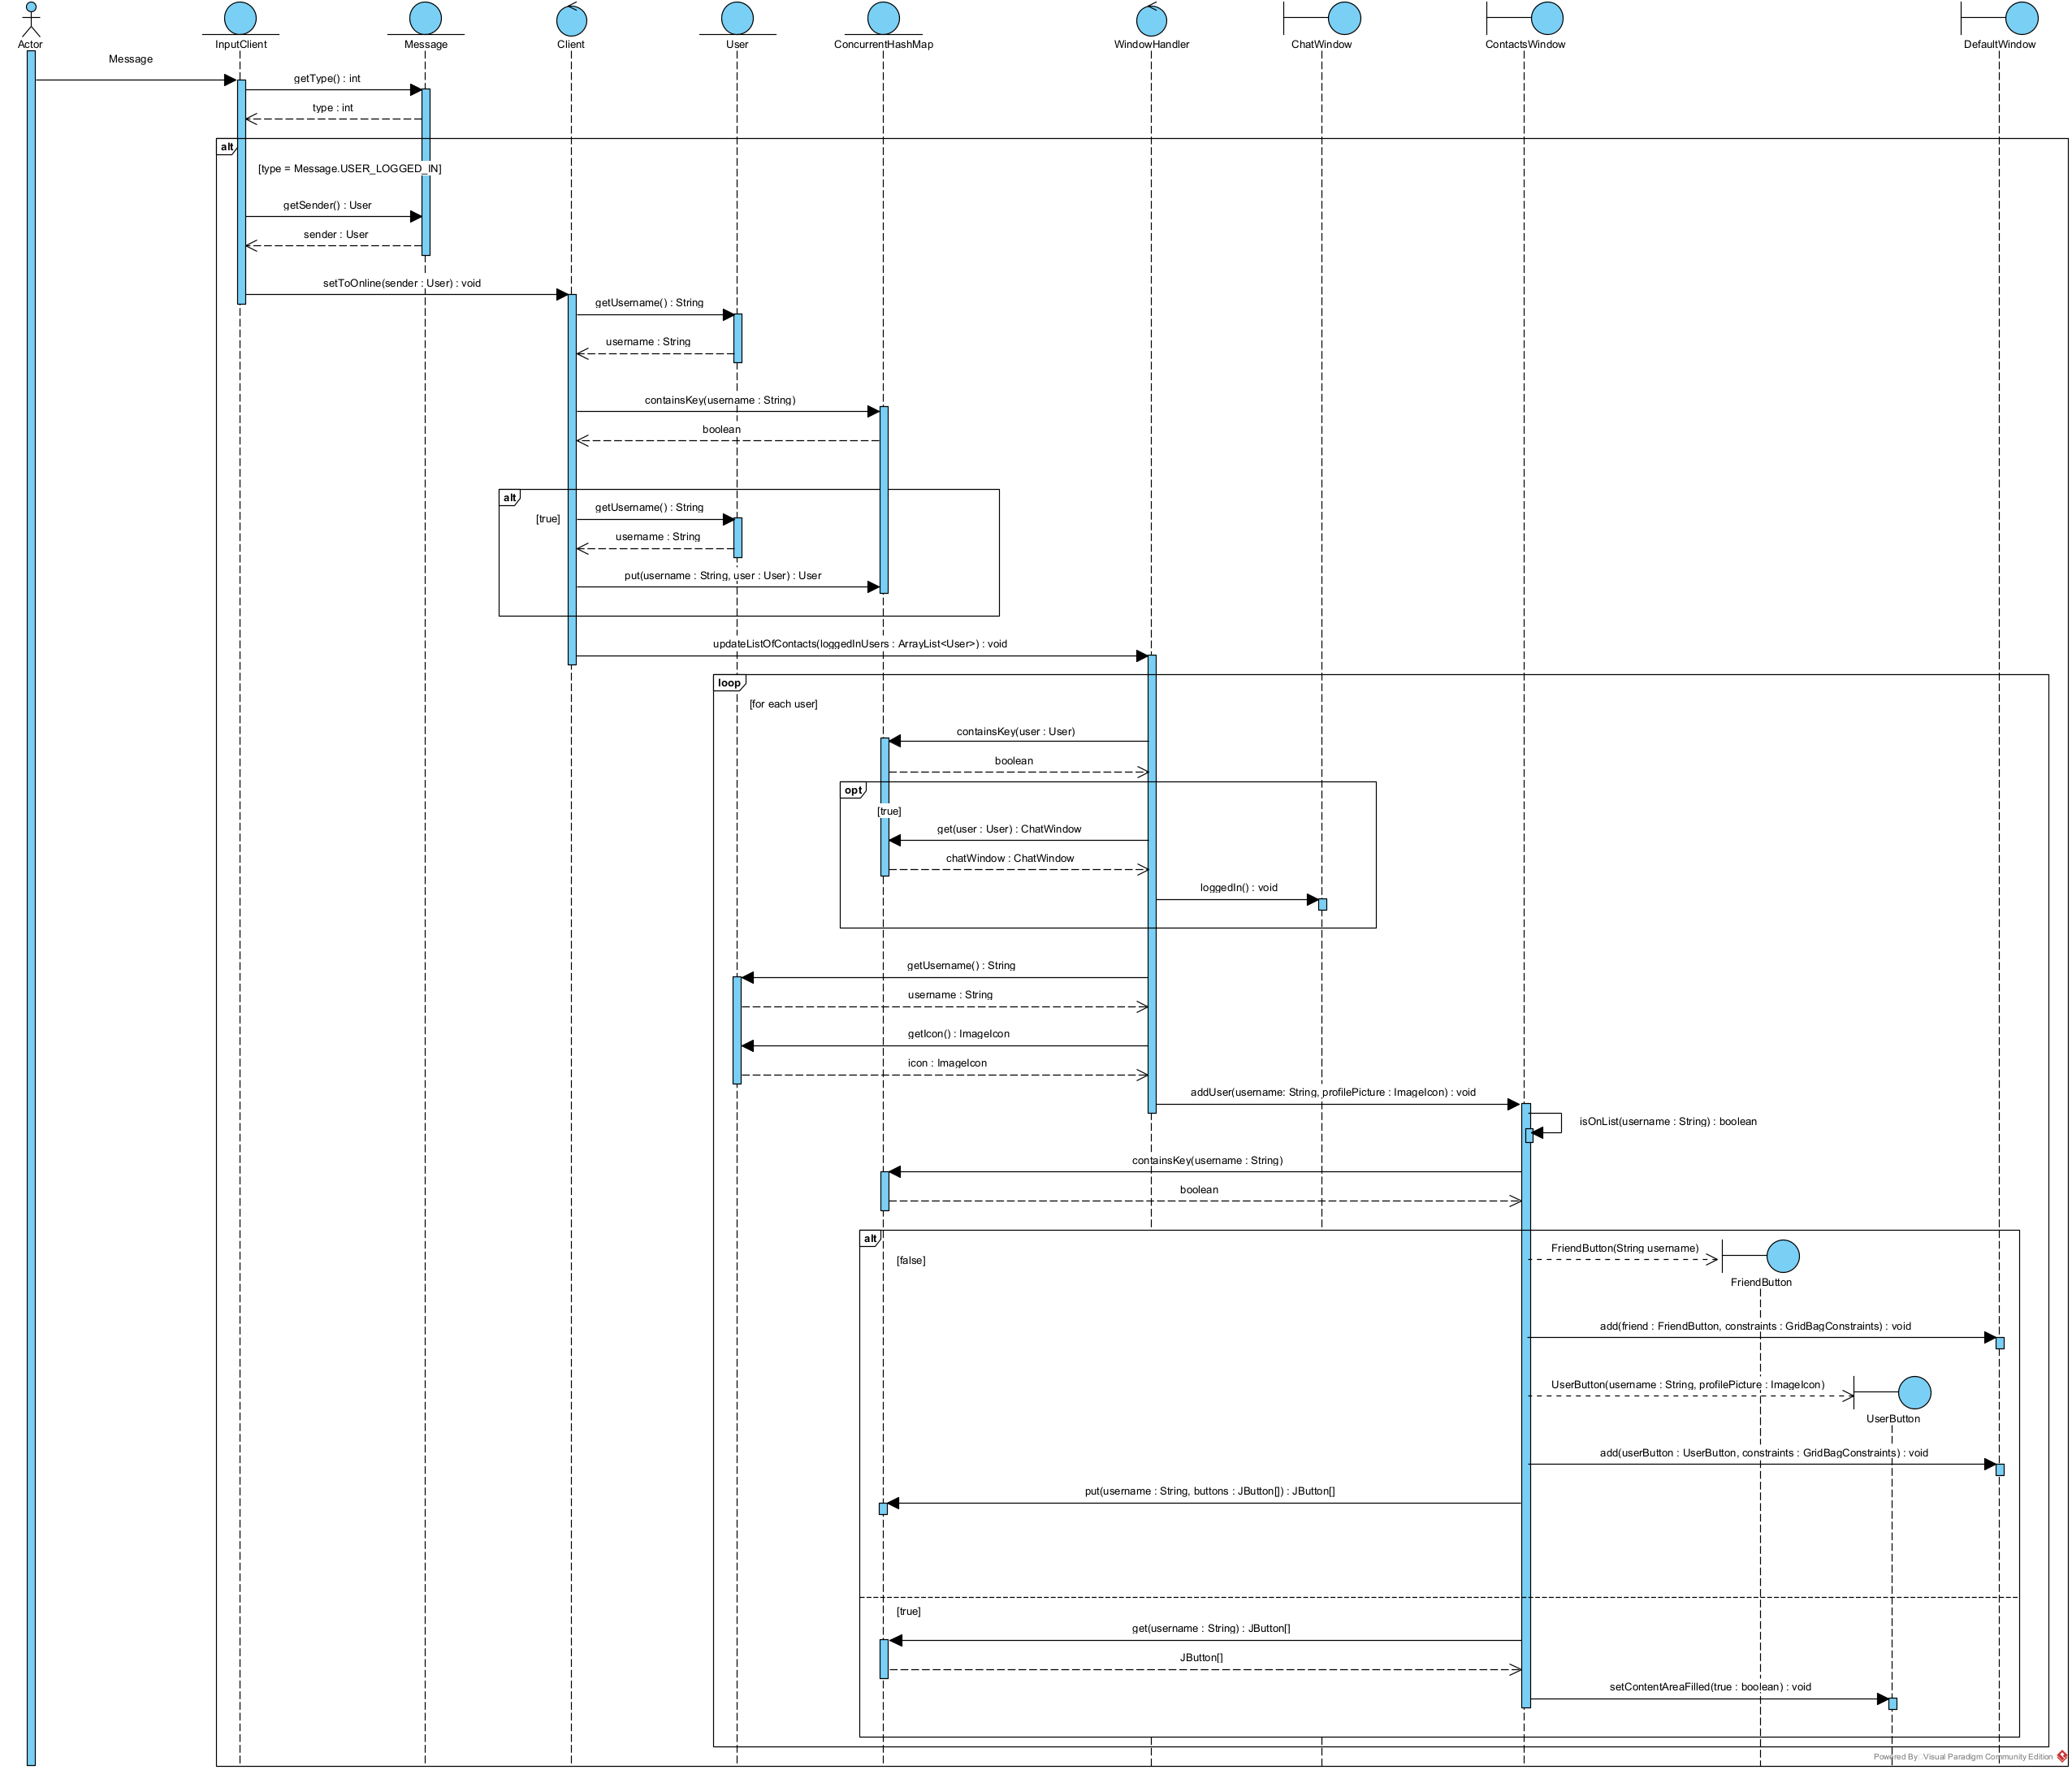 Actor
InputClient
Message
Client
User
ConcurrentHashMap
WindowHandler
ChatWindow
ContactsWindow
DefaultWindow
Message
getType() : int
type : int
alt
[type = Message.USER_LOGGED_IN]
getSender() : User
sender : User
setToOnline(sender : User) : void
getUsername() : String
username : String
containsKey(username : String)
boolean
alt
[true]
getUsername() : String
username : String
put(username : String, user : User) : User
updateListOfContacts(loggedInUsers : ArrayList<User>) : void
loop
[for each user]
containsKey(user : User)
boolean
opt
[true]
get(user : User) : ChatWindow
chatWindow : ChatWindow
loggedIn() : void
getUsername() : String
username : String
getIcon() : ImageIcon
icon : ImageIcon
addUser(username: String, profilePicture : ImageIcon) : void
isOnList(username : String) : boolean
containsKey(username : String)
boolean
alt
[false]
FriendButton(String username)
FriendButton
add(friend : FriendButton, constraints : GridBagConstraints) : void
UserButton(username : String, profilePicture : ImageIcon)
UserButton
add(userButton : UserButton, constraints : GridBagConstraints) : void
put(username : String, buttons : JButton[]) : JButton[]
[true]
get(username : String) : JButton[]
JButton[]
setContentAreaFilled(true : boolean) : void
Powered By Visual Paradigm Community Edition